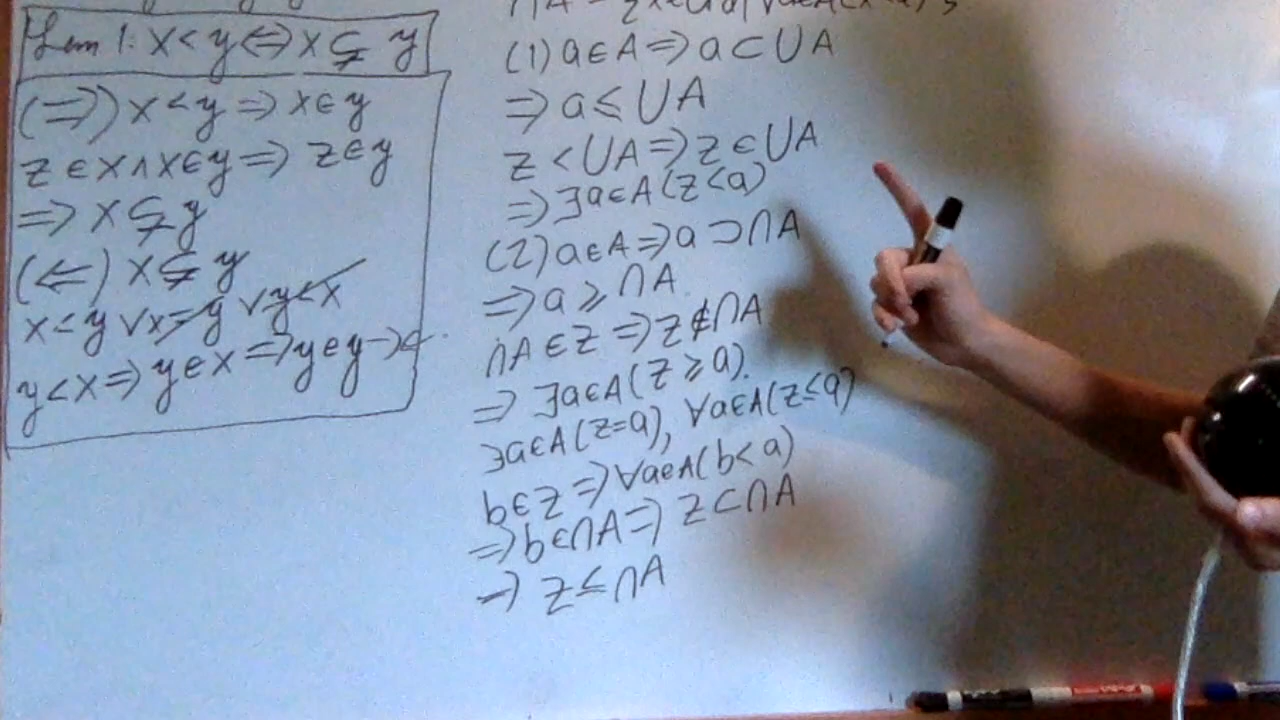 Lem 1. x < y ⇔ x ⊊ y
(⇒) x < y ⇒ x ∈ y
z ∈ x ∧ x ∈ y ⇒ z ∈ y
⇒ x ⊊ y
(⇐) x ⊊ y
x < y ∨ x = y ∨ y < x
y < x ⇒ y ∈ x ⇒ y ∈ y →←.
(1) a ∈ A ⇒ a ⊂ ∪A
⇒ a ≤ ∪A
z < ∪A ⇒ z ∈ ∪A
⇒ ∃a∈A (z < a)
(2) a ∈ A ⇒ a ⊃ ∩A
⇒ a ≥ ∩A.
∩A ∈ z ⇒ z ∉ ∩A
⇒ ∃a∈A (z ≥ a).
∃a∈A (z = a), ∀a∈A (z ≤ a)
b ∈ z ⇒ ∀a∈A (b < a)
⇒ b ∈ ∩A ⇒ z ⊂ ∩A
⇒ z ≤ ∩A